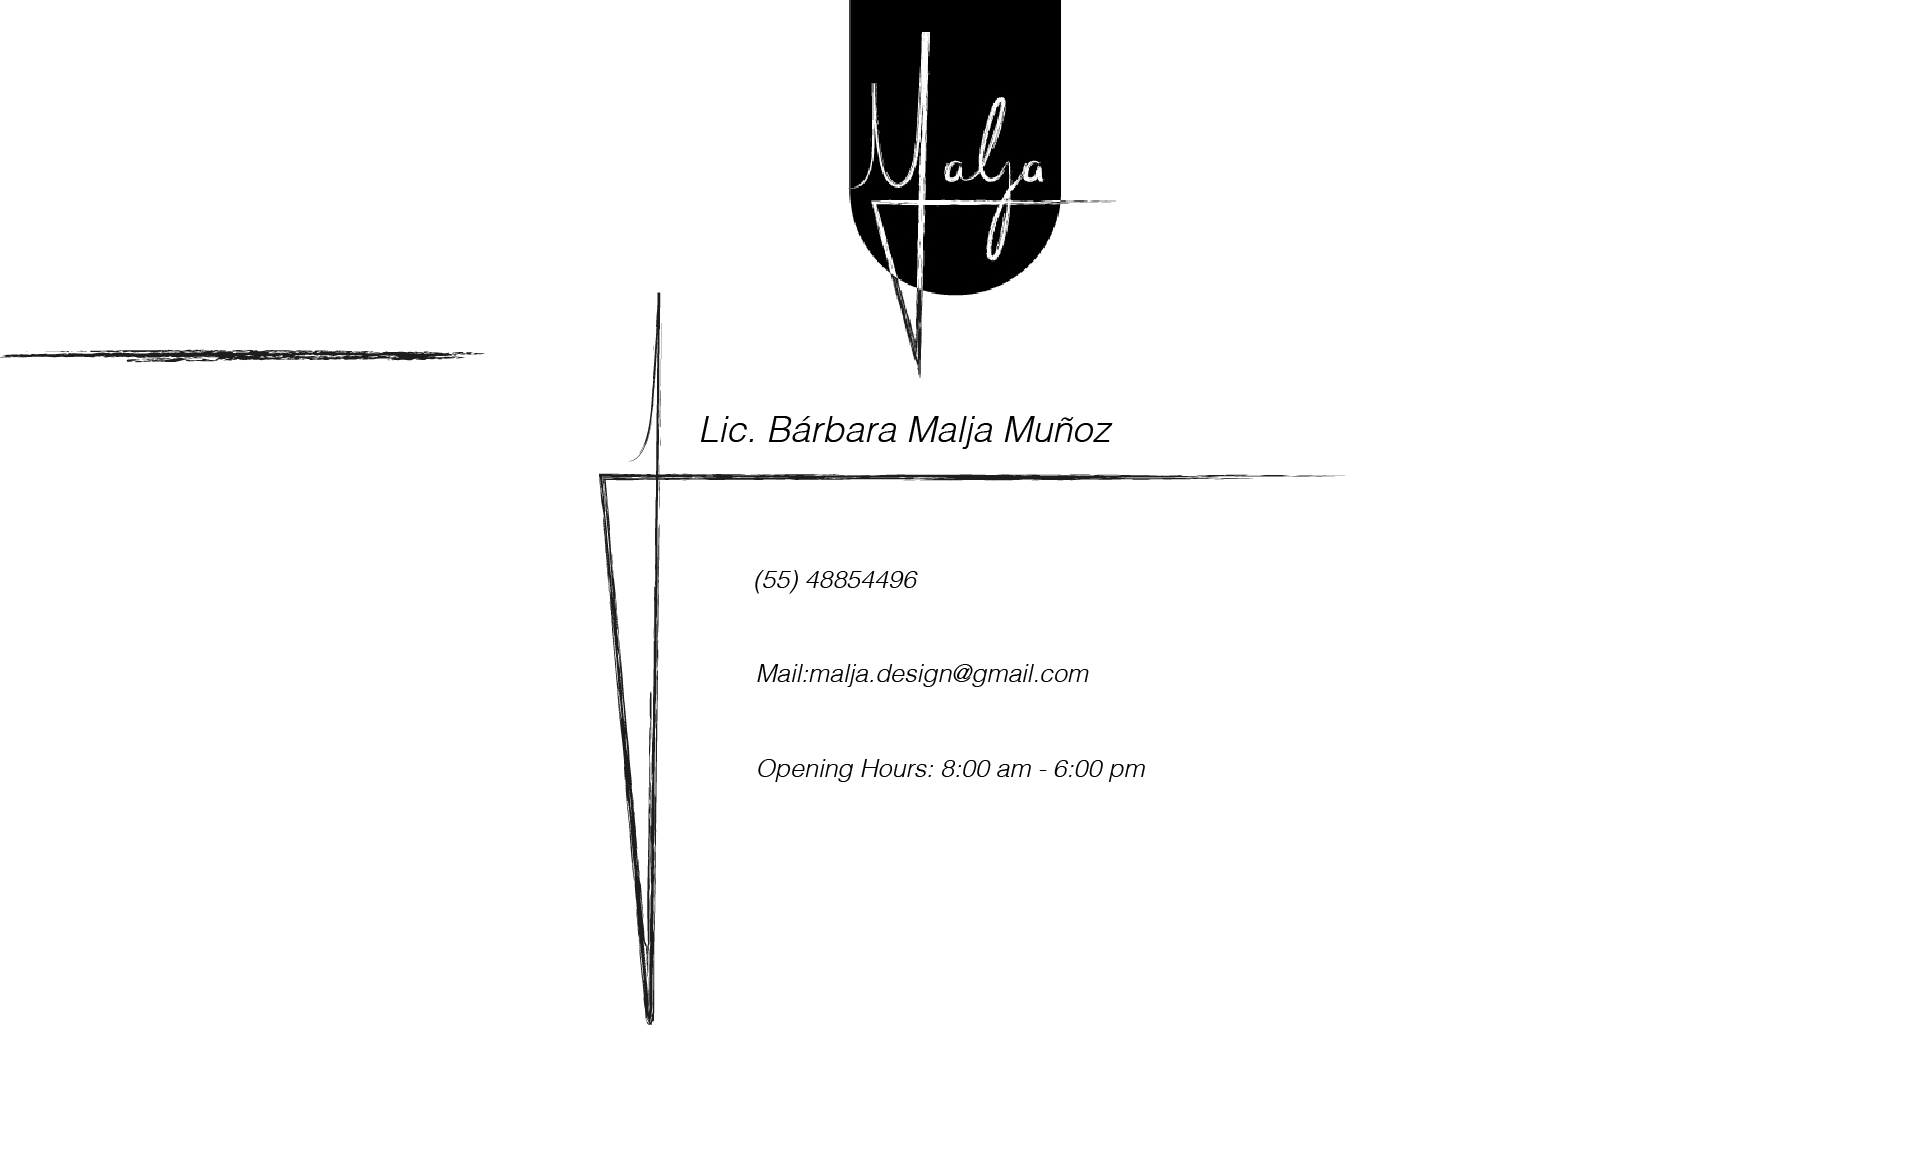 Malja
Lic. Bárbara Malja Muñoz
(55) 48854496
Mail:malja.design@gmail.com
Opening Hours: 8:00 am - 6:00 pm